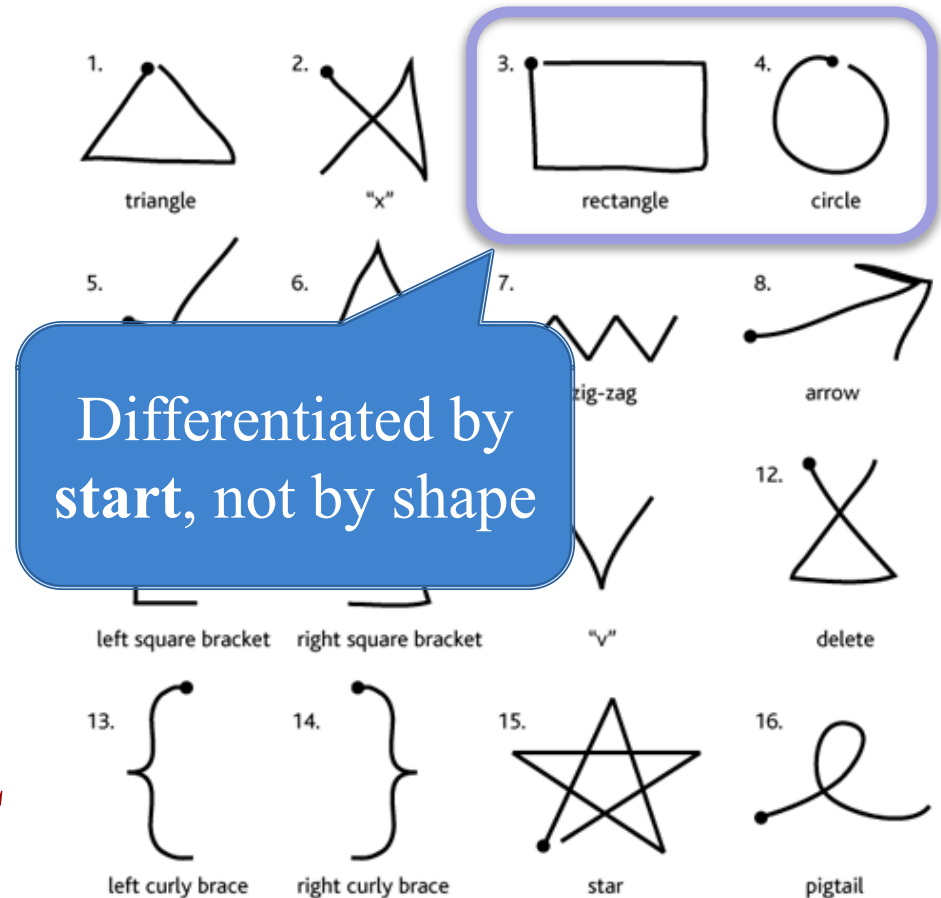 1. 2. 3. 4.
triangle "x" rectangle circle
5. 6. 7. 8.
zig-zag arrow
Differentiated by
start, not by shape
12.
left square bracket right square bracket "v" delete
13. 14. 15. 16.
left curly brace right curly brace star pigtail